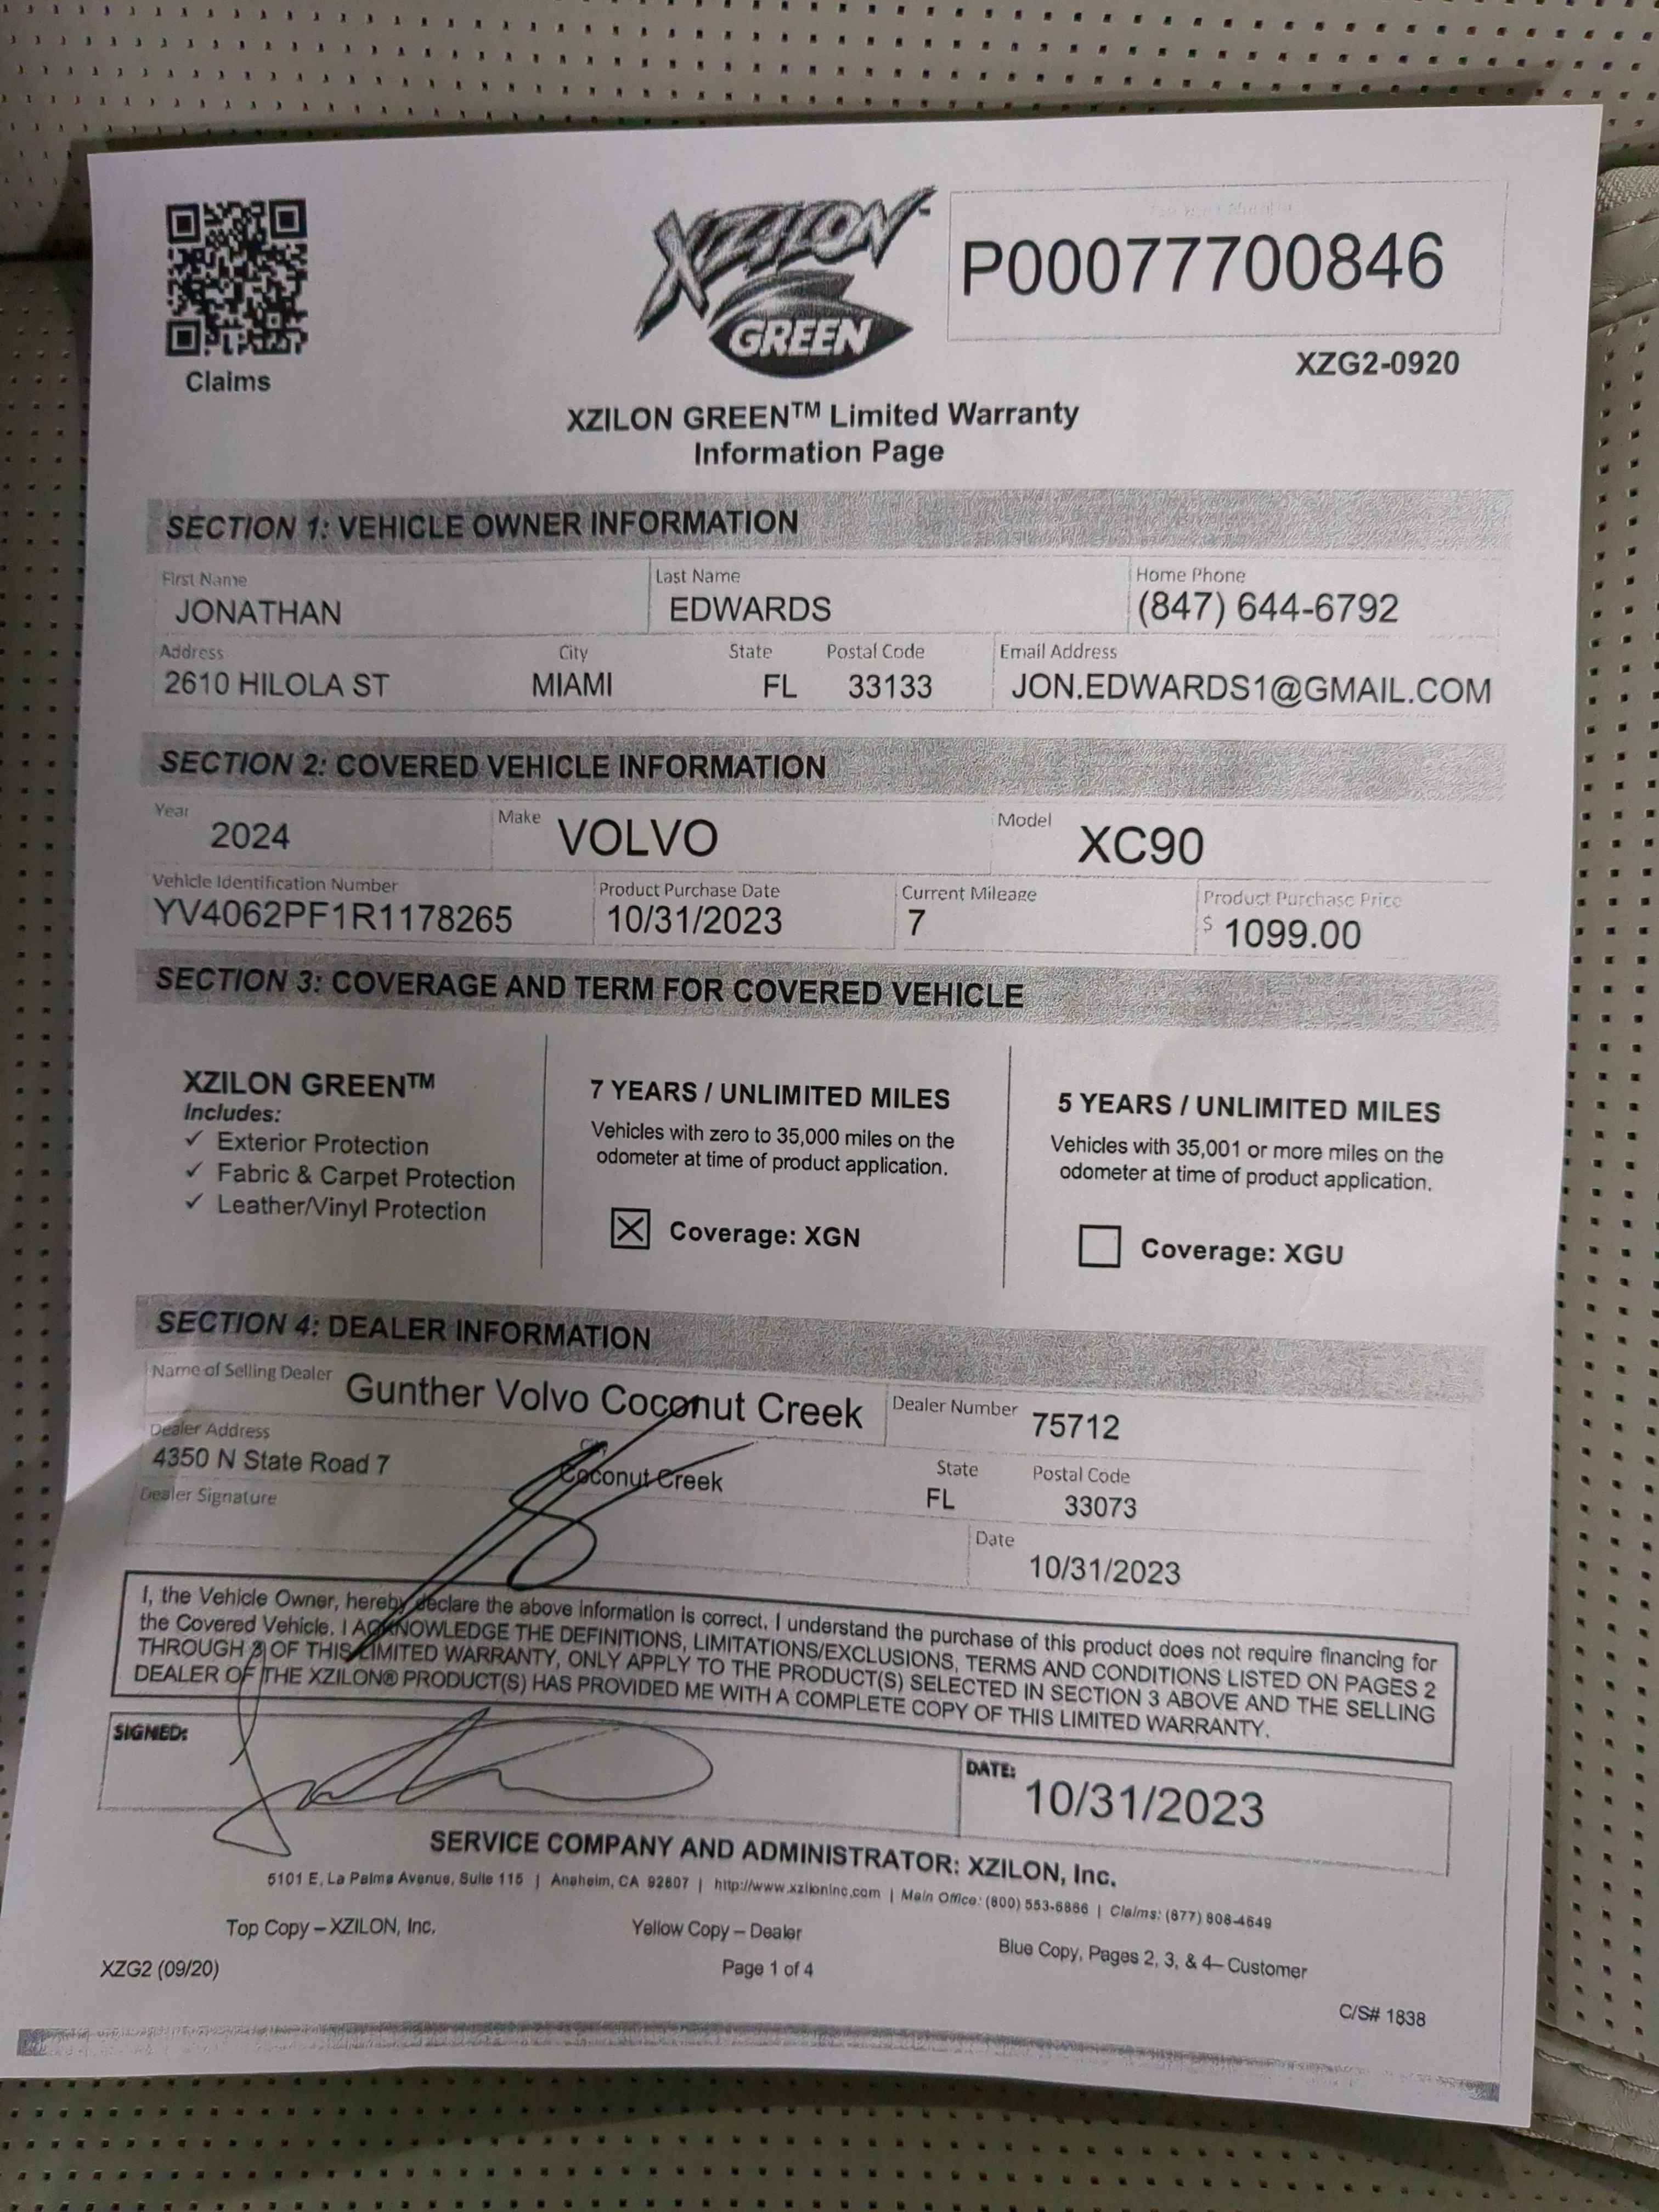 XZILON
GREEN
P00077700846
Claims
XZG2-0920
XZILON GREEN™ Limited Warranty
Information Page
SECTION 1: VEHICLE OWNER INFORMATION
First Name Last Name Home Phone
JONATHAN EDWARDS (847) 644-6792
Address City State Postal Code Email Address
2610 HILOLA ST MIAMI FL 33133 JON.EDWARDS1@GMAIL.COM
SECTION 2: COVERED VEHICLE INFORMATION
Year 2024 Make VOLVO Model XC90
Vehicle Identification Number Product Purchase Date Current Mileage Product Purchase Price
YV4062PF1R1178265 10/31/2023 7 $ 1099.00
SECTION 3: COVERAGE AND TERM FOR COVERED VEHICLE
XZILON GREEN™
Includes:
✓ Exterior Protection
✓ Fabric & Carpet Protection
✓ Leather/Vinyl Protection
7 YEARS / UNLIMITED MILES
Vehicles with zero to 35,000 miles on the
odometer at time of product application.
☒ Coverage: XGN
5 YEARS / UNLIMITED MILES
Vehicles with 35,001 or more miles on the
odometer at time of product application.
☐ Coverage: XGU
SECTION 4: DEALER INFORMATION
Name of Selling Dealer Gunther Volvo Coconut Creek Dealer Number 75712
Dealer Address City State Postal Code
4350 N State Road 7 Coconut Creek FL 33073
Dealer Signature Date
10/31/2023
I, the Vehicle Owner, hereby declare the above information is correct. I understand the purchase of this product does not require financing for
the Covered Vehicle. I ACKNOWLEDGE THE DEFINITIONS, LIMITATIONS/EXCLUSIONS, TERMS AND CONDITIONS LISTED ON PAGES 2
THROUGH 3 OF THIS LIMITED WARRANTY, ONLY APPLY TO THE PRODUCT(S) SELECTED IN SECTION 3 ABOVE AND THE SELLING
DEALER OF THE XZILON® PRODUCT(S) HAS PROVIDED ME WITH A COMPLETE COPY OF THIS LIMITED WARRANTY.
SIGNED: DATE: 10/31/2023
SERVICE COMPANY AND ADMINISTRATOR: XZILON, Inc.
5101 E. La Palma Avenue, Suite 115 | Anaheim, CA 92807 | http://www.xziloninc.com | Main Office: (800) 553-6866 | Claims: (877) 808-4649
Top Copy – XZILON, Inc. Yellow Copy – Dealer Blue Copy, Pages 2, 3, & 4– Customer
XZG2 (09/20) Page 1 of 4
C/S# 1838